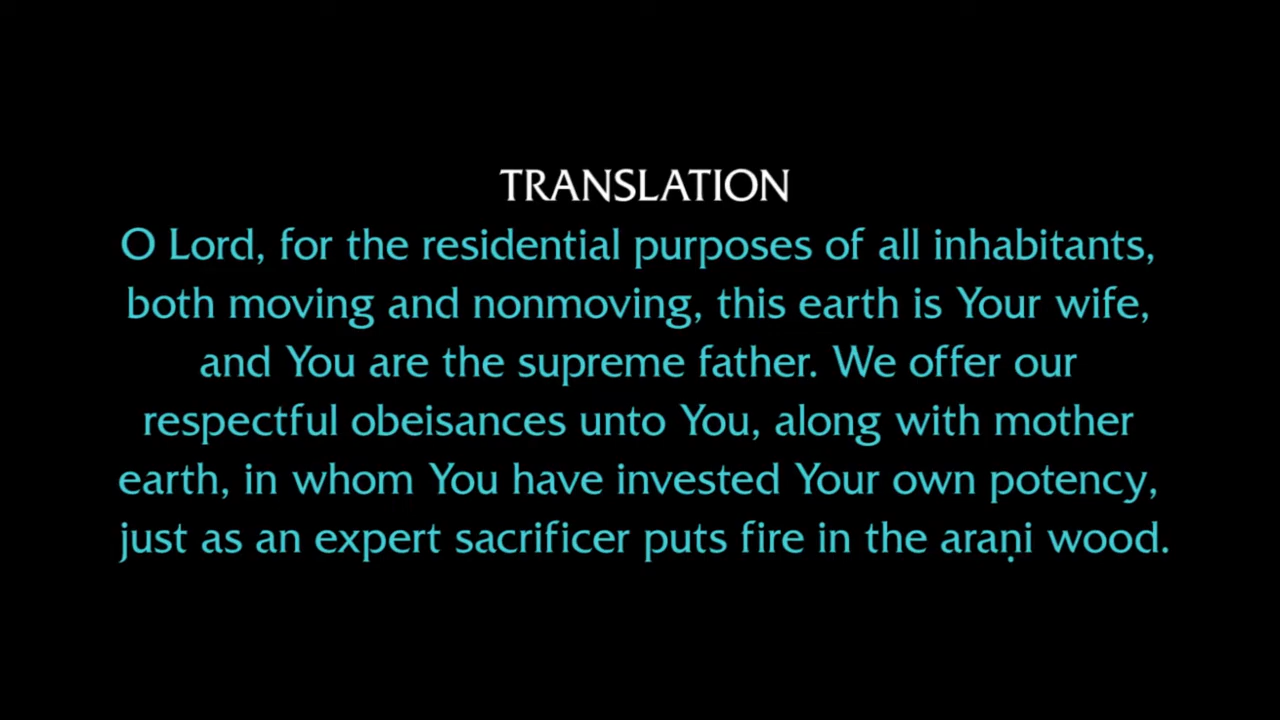 TRANSLATION
O Lord, for the residential purposes of all inhabitants,
both moving and nonmoving, this earth is Your wife,
and You are the supreme father. We offer our
respectful obeisances unto You, along with mother
earth, in whom You have invested Your own potency,
just as an expert sacrificer puts fire in the araṇi wood.